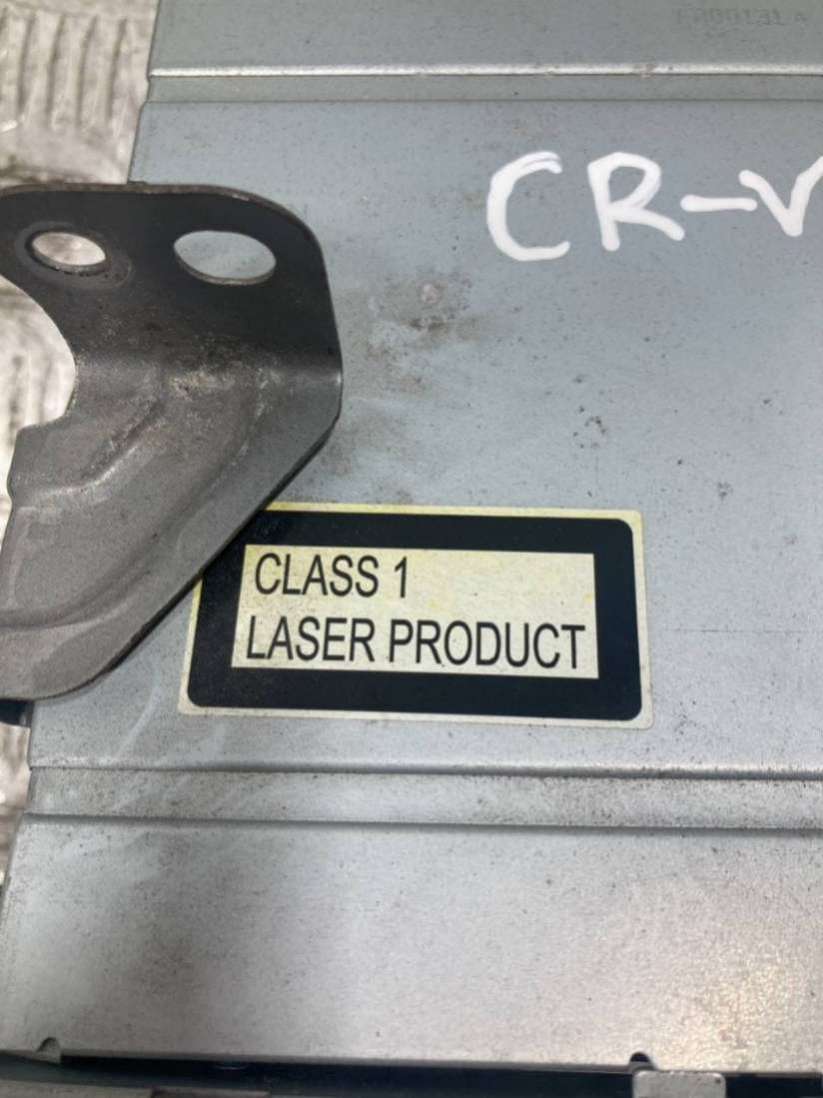 CR-V
CLASS 1
LASER PRODUCT